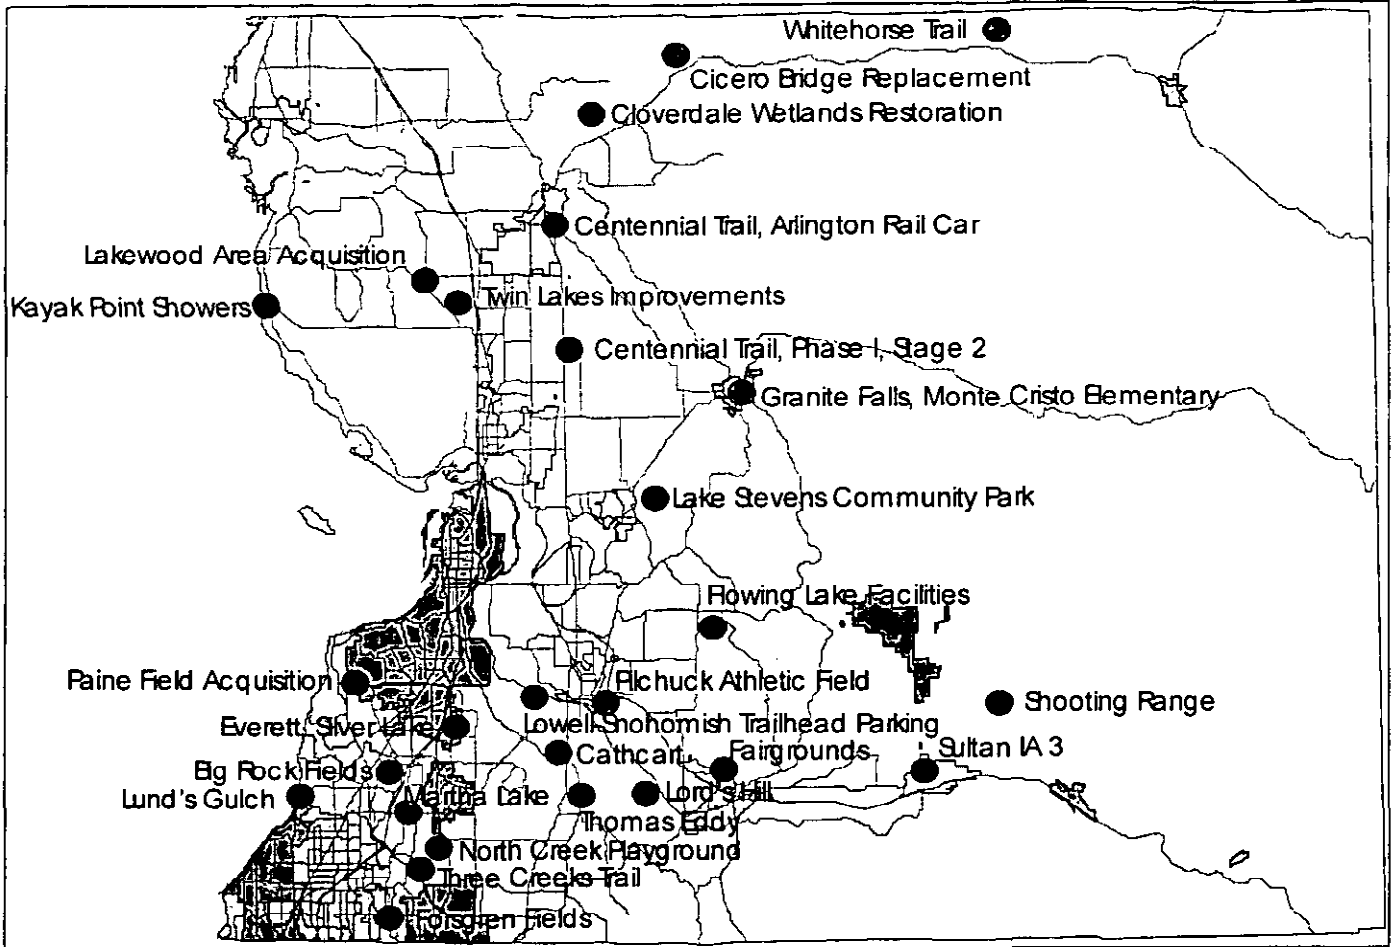 Whitehorse Trail
Cicero Bridge Replacement
Cloverdale Wetlands Restoration
Centennial Trail, Arlington Rail Car
Lakewood Area Acquisition
Twin Lakes Improvements
Kayak Point Showers
Centennial Trail, Phase I, Stage 2
Granite Falls, Monte Cristo Elementary
Lake Stevens Community Park
Flowing Lake Facilities
Paine Field Acquisition
Pilchuck Athletic Field
Shooting Range
Everett, Silver Lake
Lowell-Snohomish Trailhead Parking
Cathcart
Fairgrounds
Sultan IA 3
Big Rock Fields
Lund's Gulch
Martha Lake
Lord's Hill
Thomas Eddy
North Creek Playground
Three Creeks Trail
Forsgren Fields